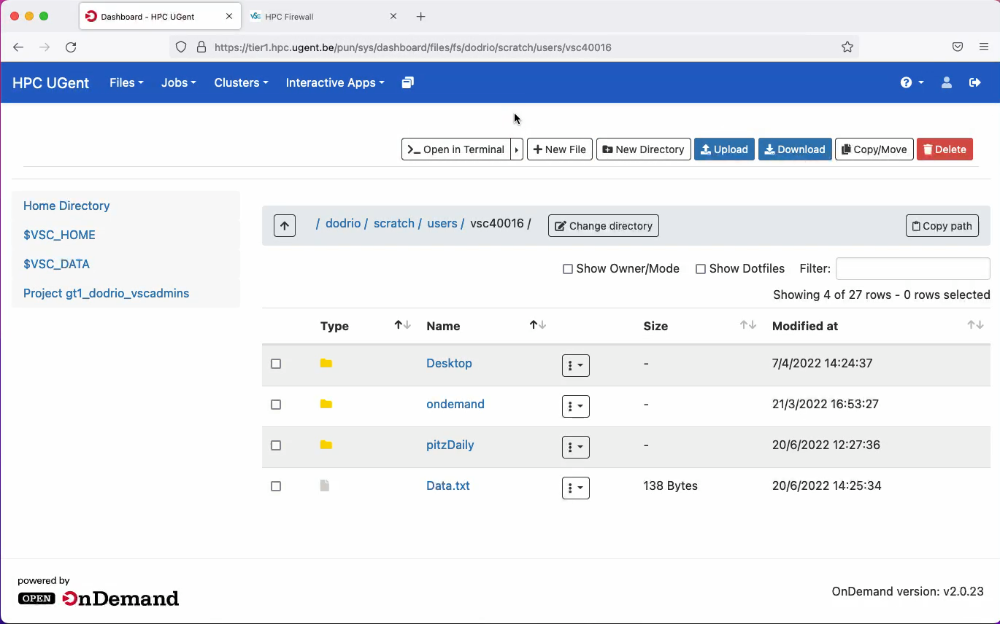 Dashboard - HPC UGent
VSC HPC Firewall
https://tier1.hpc.ugent.be/pun/sys/dashboard/files/fs/dodrio/scratch/users/vsc40016
HPC UGent Files Jobs Clusters Interactive Apps
>_ Open in Terminal New File New Directory Upload Download Copy/Move Delete
Home Directory
$VSC_HOME
$VSC_DATA
Project gt1_dodrio_vscadmins
/ dodrio / scratch / users / vsc40016 / Change directory Copy path
Show Owner/Mode Show Dotfiles Filter:
Showing 4 of 27 rows - 0 rows selected
Type Name Size Modified at
Desktop - 7/4/2022 14:24:37
ondemand - 21/3/2022 16:53:27
pitzDaily - 20/6/2022 12:27:36
Data.txt 138 Bytes 20/6/2022 14:25:34
powered by
OPEN OnDemand
OnDemand version: v2.0.23